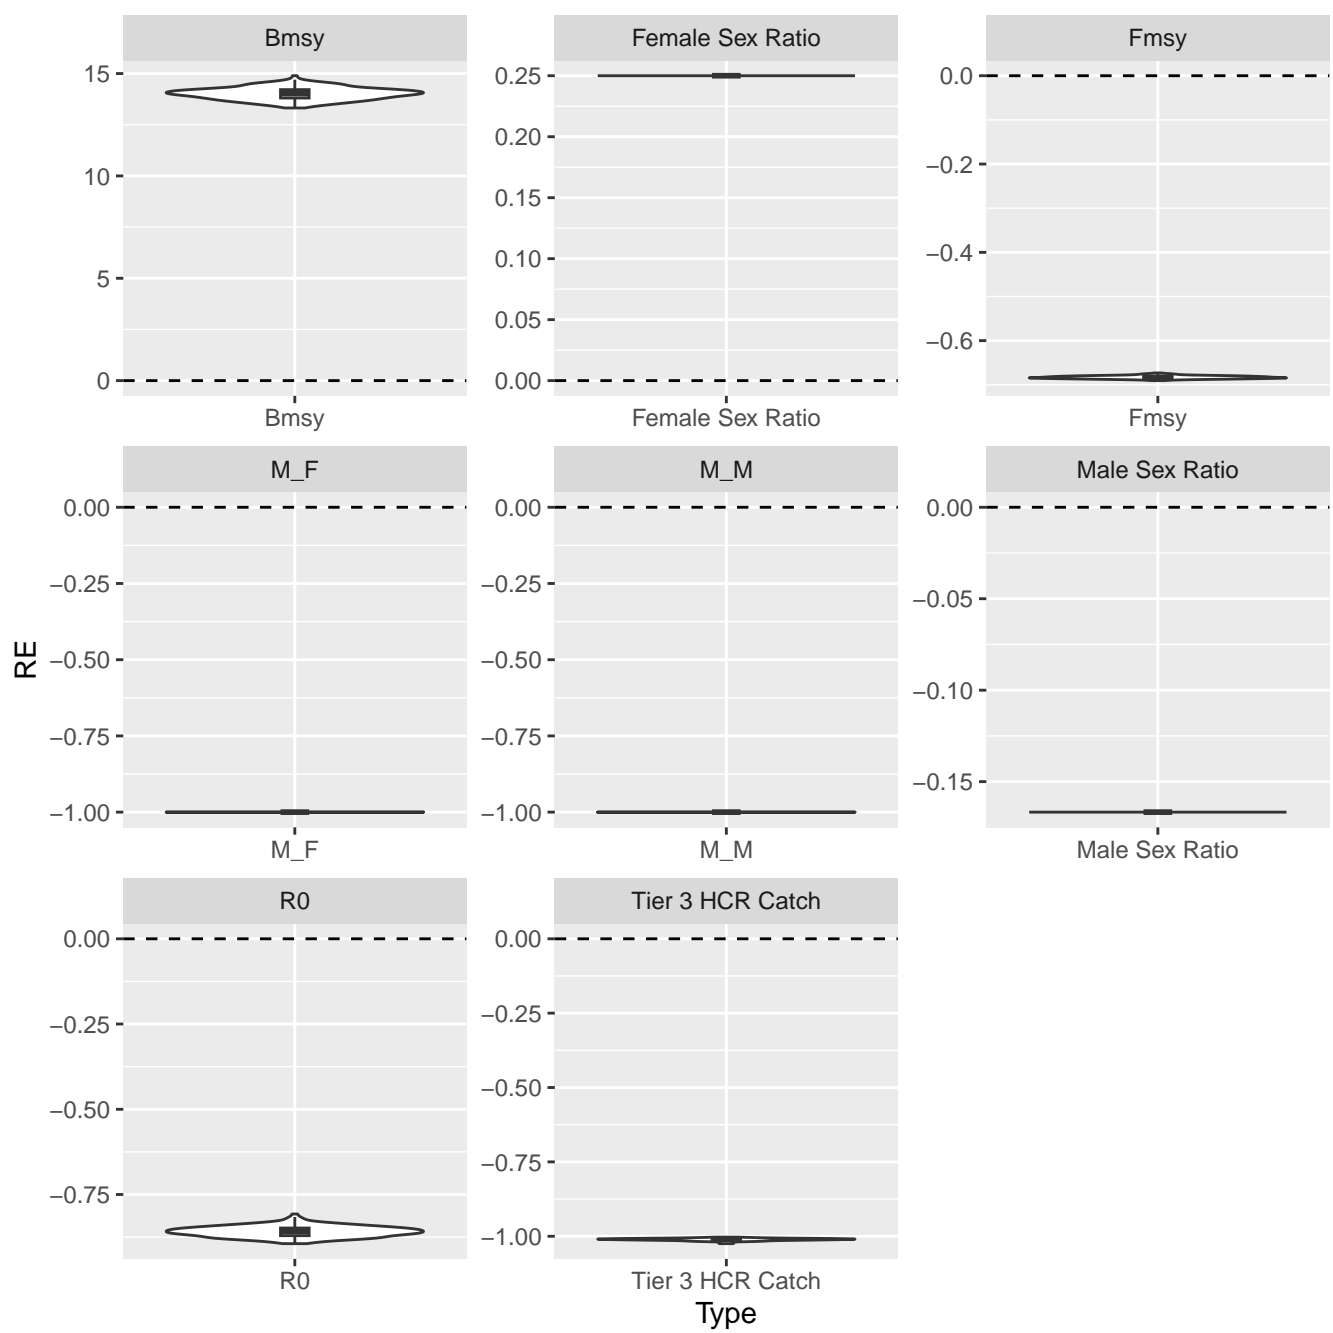 Bmsy
Female Sex Ratio
Fmsy
15
10
5
0
0.25
0.20
0.15
0.10
0.05
0.00
0.0
−0.2
−0.4
−0.6
Bmsy
Female Sex Ratio
Fmsy
M_F
M_M
Male Sex Ratio
RE
0.00
−0.25
−0.50
−0.75
−1.00
0.00
−0.25
−0.50
−0.75
−1.00
0.00
−0.05
−0.10
−0.15
M_F
M_M
Male Sex Ratio
R0
Tier 3 HCR Catch
0.00
−0.25
−0.50
−0.75
0.00
−0.25
−0.50
−0.75
−1.00
R0
Tier 3 HCR Catch
Type